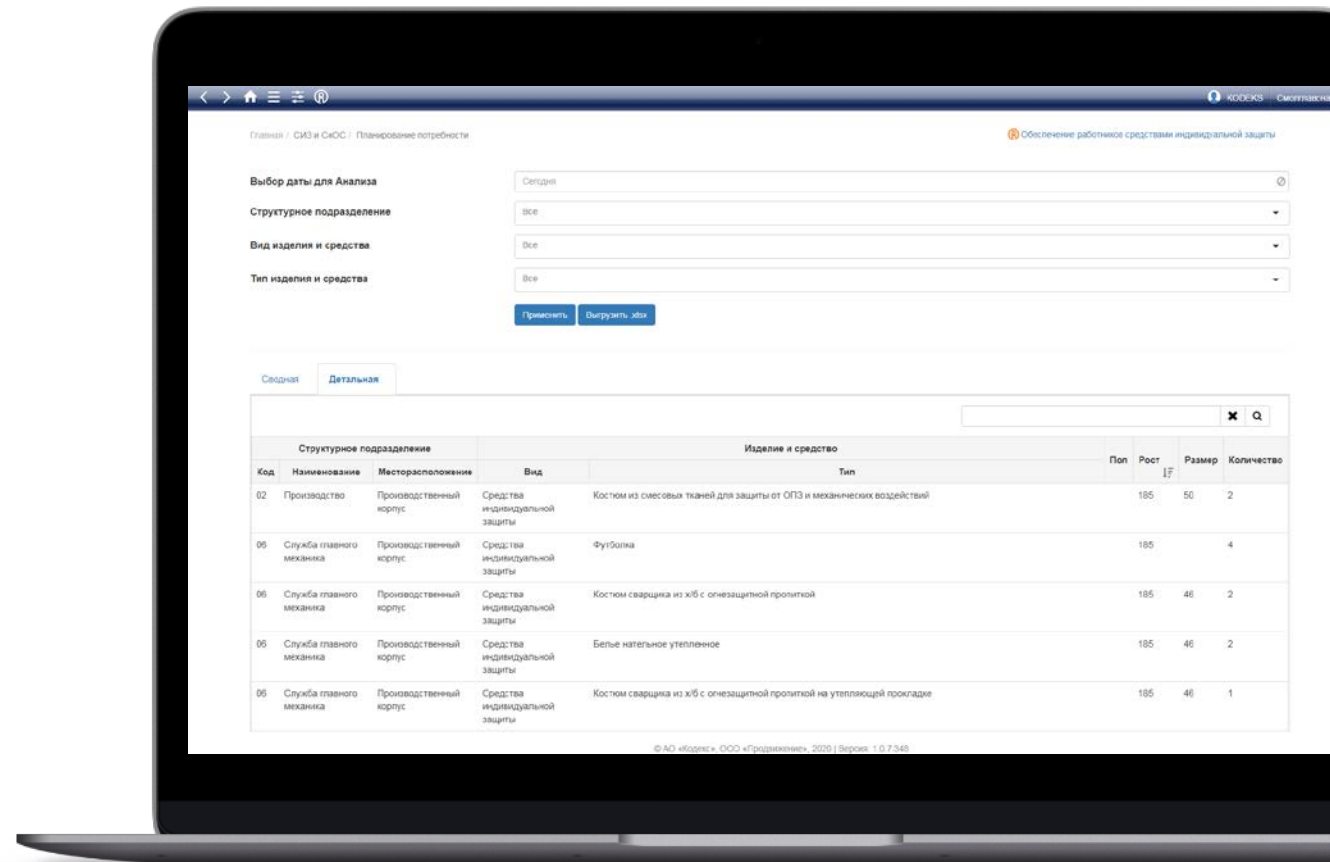 KODEKS
Главная / СИЗ и СиОС / Планирование потребности
Обеспечение работников средствами индивидуальной защиты
Выбор даты для Анализа
Сегодня
Структурное подразделение
Все
Вид изделия и средства
Все
Тип изделия и средства
Все
Применить Выгрузить .xlsx
Сводная Детальная
Структурное подразделение Изделие и средство Пол Рост Размер Количество
Код Наименование Месторасположение Вид Тип
02 Производство Производственный Средства Костюм из смесовых тканей для защиты от ОПЗ и механических воздействий 185 50 2
корпус индивидуальной
защиты
06 Служба главного Производственный Средства Футболка 185 4
механика корпус индивидуальной
защиты
06 Служба главного Производственный Средства Костюм сварщика из х/б с огнезащитной пропиткой 185 46 2
механика корпус индивидуальной
защиты
06 Служба главного Производственный Средства Белье нательное утепленное 185 46 2
механика корпус индивидуальной
защиты
06 Служба главного Производственный Средства Костюм сварщика из х/б с огнезащитной пропиткой на утепляющей прокладке 185 46 1
механика корпус индивидуальной
защиты
© АО «Кодекс», ООО «Продвижение», 2020 | Версия: 1.0.7.348